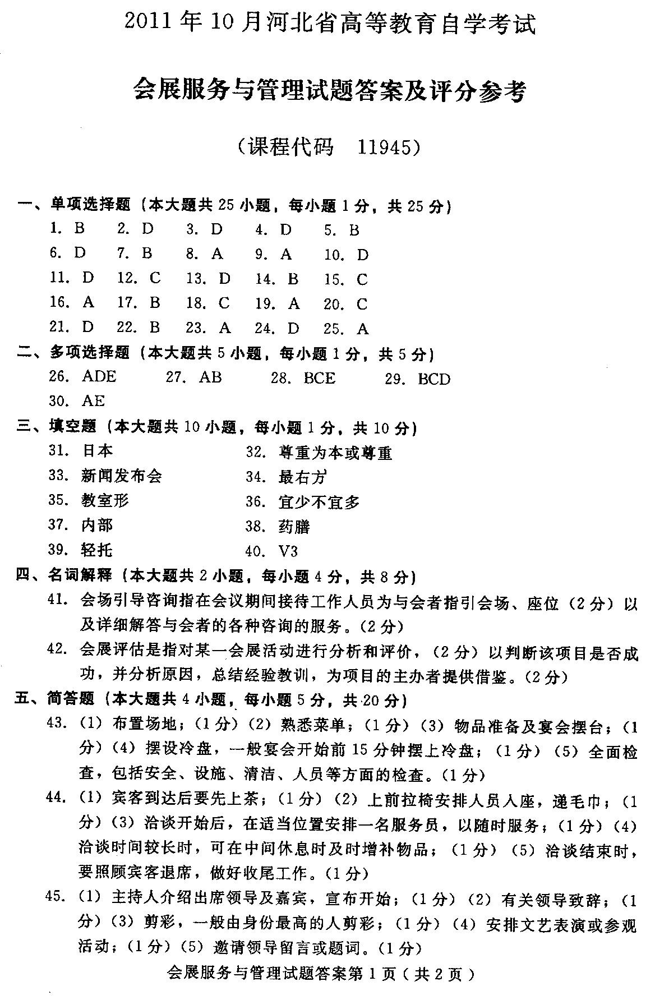 2011 年 10 月河北省高等教育自学考试
会展服务与管理试题答案及评分参考
（课程代码 11945）
一、单项选择题（本大题共 25 小题，每小题 1 分，共 25 分）
1. B 2. D 3. D 4. D 5. B
6. D 7. B 8. A 9. A 10. D
11. D 12. C 13. D 14. B 15. C
16. A 17. B 18. C 19. A 20. C
21. D 22. B 23. A 24. D 25. A
二、多项选择题（本大题共 5 小题，每小题 1 分，共 5 分）
26. ADE 27. AB 28. BCE 29. BCD
30. AE
三、填空题（本大题共 10 小题，每小题 1 分，共 10 分）
31. 日本 32. 尊重为本或尊重
33. 新闻发布会 34. 最右方
35. 教室形 36. 宜少不宜多
37. 内部 38. 药膳
39. 轻托 40. V3
四、名词解释（本大题共 2 小题，每小题 4 分，共 8 分）
41. 会场引导咨询指在会议期间接待工作人员为与会者指引会场、座位（2 分）以
及详细解答与会者的各种咨询的服务。（2 分）
42. 会展评估是指对某一会展活动进行分析和评价，（2 分）以判断该项目是否成
功，并分析原因，总结经验教训，为项目的主办者提供借鉴。（2 分）
五、简答题（本大题共 4 小题，每小题 5 分，共 20 分）
43.（1）布置场地；（1 分）（2）熟悉菜单；（1 分）（3）物品准备及宴会摆台；（1
分）（4）摆设冷盘，一般宴会开始前 15 分钟摆上冷盘；（1 分）（5）全面检
查，包括安全、设施、清洁、人员等方面的检查。（1 分）
44.（1）宾客到达后要先上茶；（1 分）（2）上前拉椅安排人员入座，递毛巾；（1
分）（3）洽谈开始后，在适当位置安排一名服务员，以随时服务；（1 分）（4）
洽谈时间较长时，可在中间休息时及时增补物品；（1 分）（5）洽谈结束时，
要照顾宾客退席，做好收尾工作。（1 分）
45.（1）主持人介绍出席领导及嘉宾，宣布开始；（1 分）（2）有关领导致辞；（1
分）（3）剪彩，一般由身份最高的人剪彩；（1 分）（4）安排文艺表演或参观
活动；（1 分）（5）邀请领导留言或题词。（1 分）
会展服务与管理试题答案第 1 页（共 2 页）